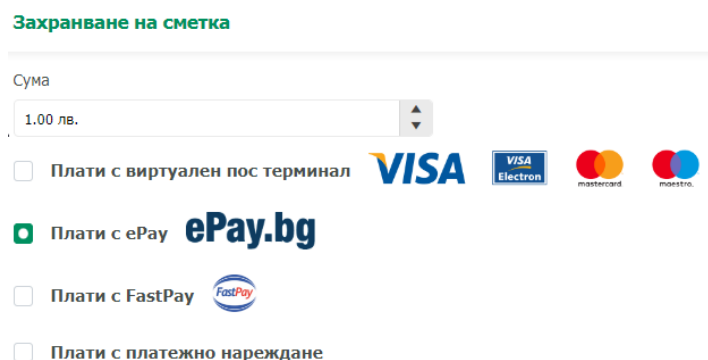 Захранване на сметка
Сума
1.00 лв.
Плати с виртуален пос терминал VISA VISA Electron mastercard maestro.
Плати с ePay ePay.bg
Плати с FastPay FastPay
Плати с платежно нареждане